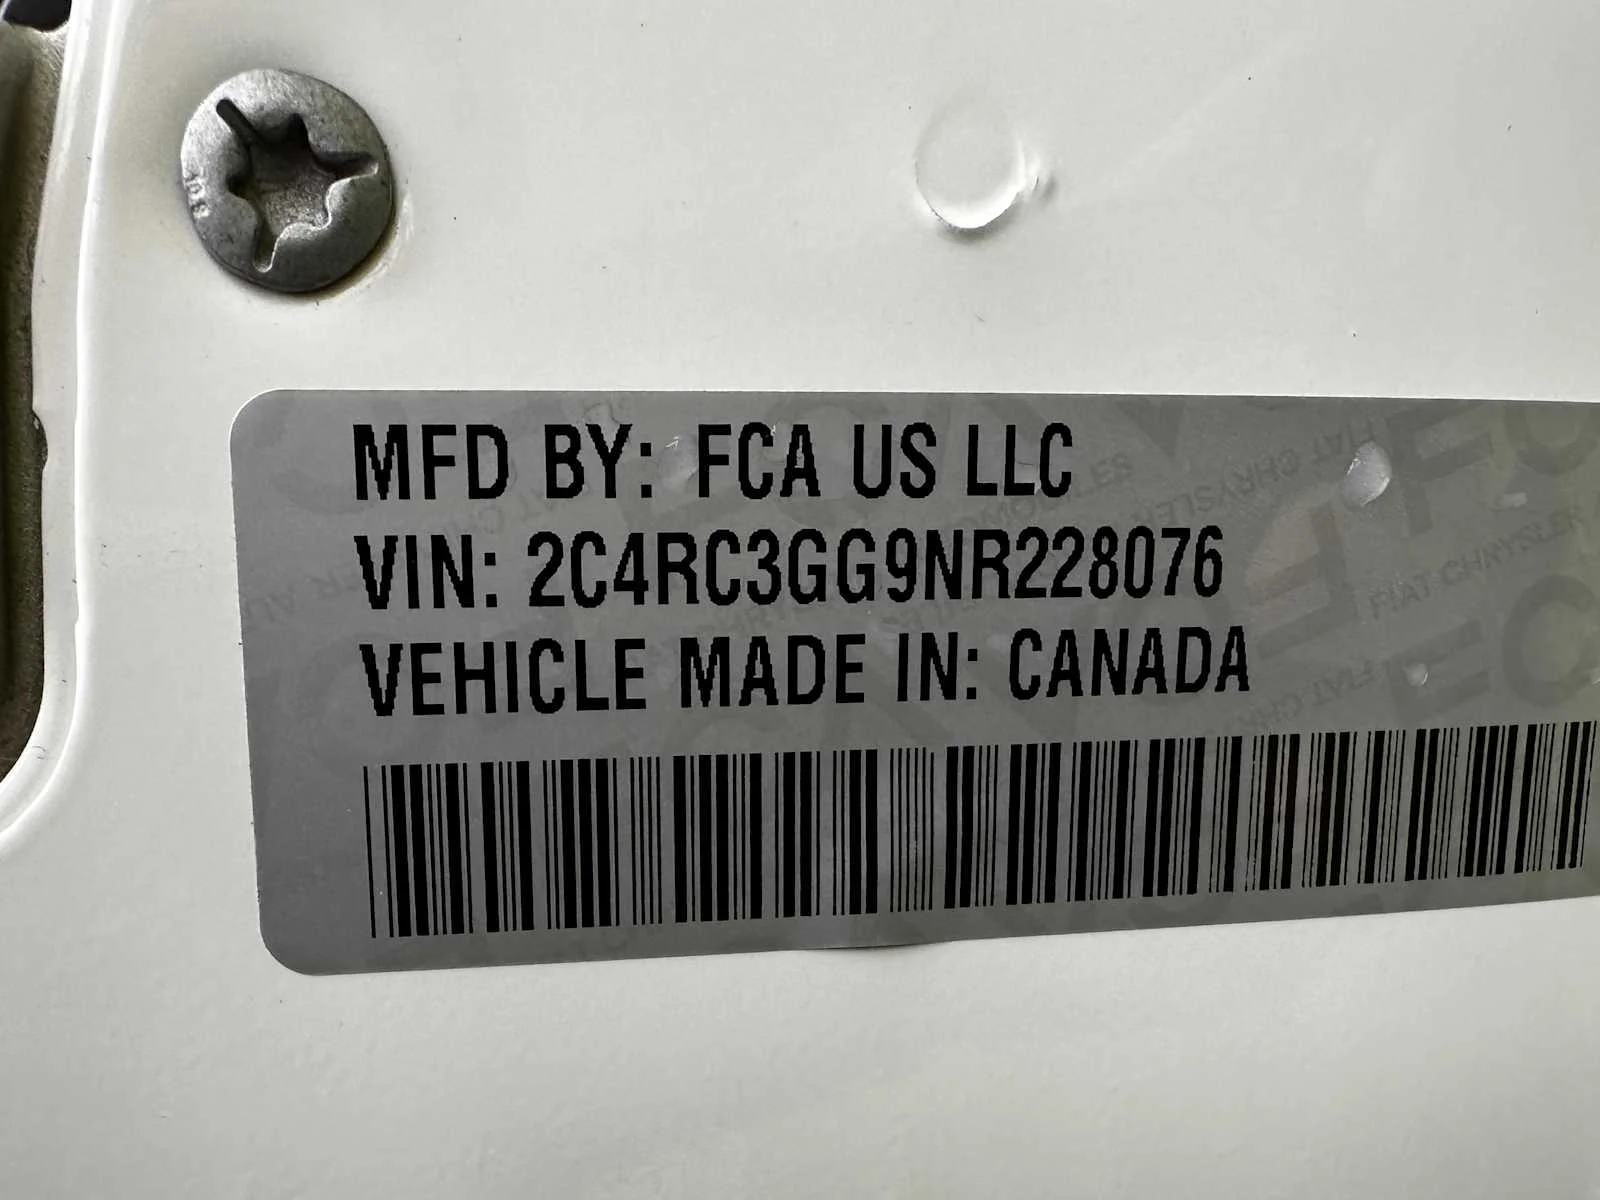 MFD BY: FCA US LLC
VIN: 2C4RC3GG9NR228076
VEHICLE MADE IN: CANADA